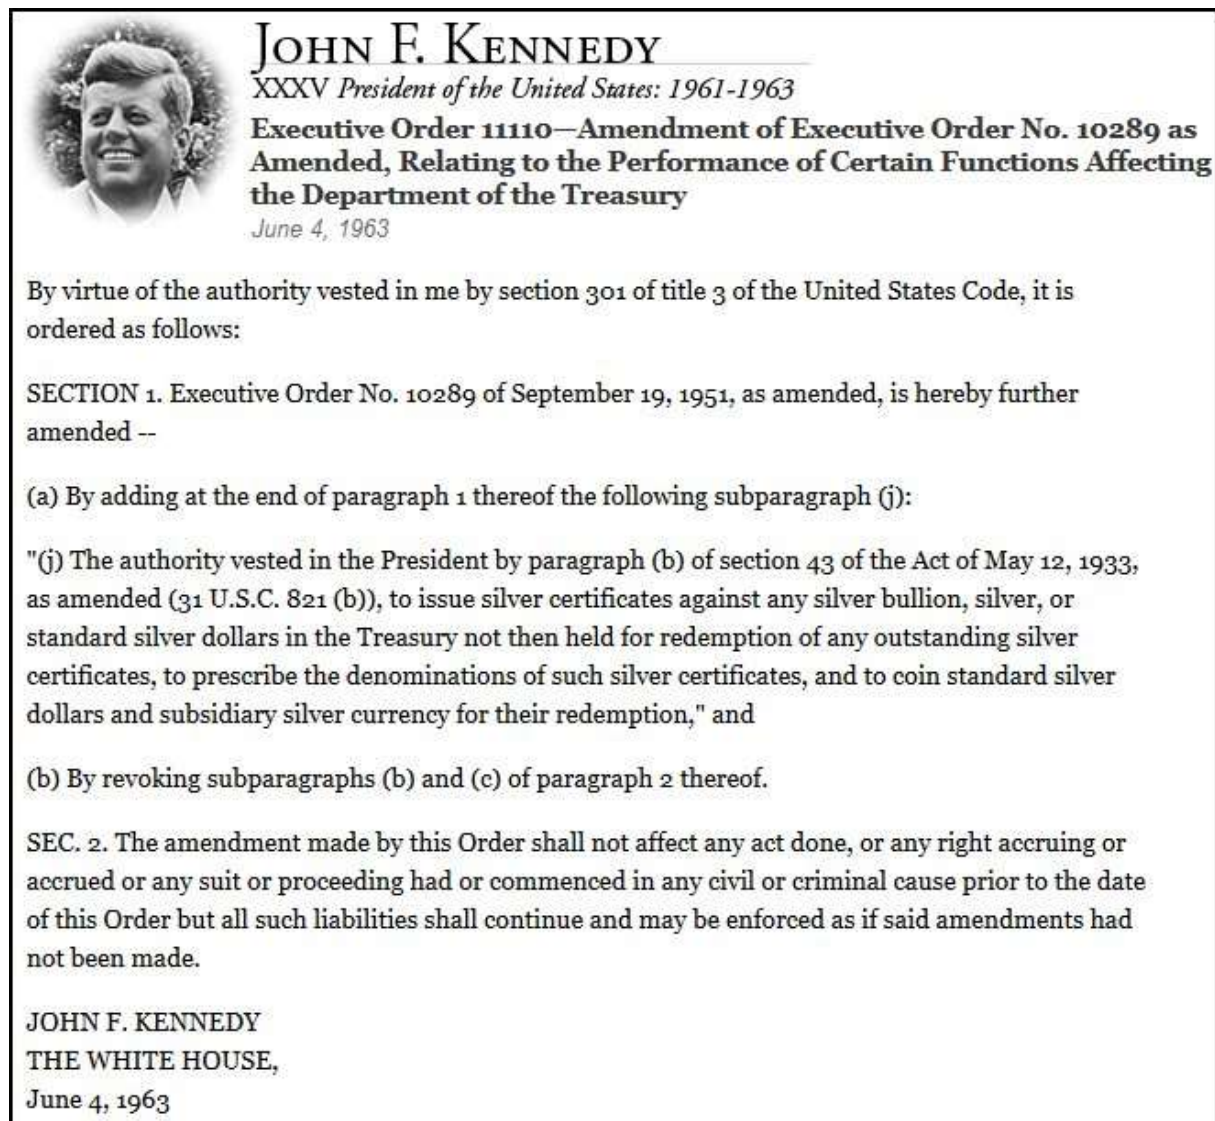 JOHN F. KENNEDY
XXXV President of the United States: 1961-1963
Executive Order 11110—Amendment of Executive Order No. 10289 as
Amended, Relating to the Performance of Certain Functions Affecting
the Department of the Treasury
June 4, 1963
By virtue of the authority vested in me by section 301 of title 3 of the United States Code, it is
ordered as follows:
SECTION 1. Executive Order No. 10289 of September 19, 1951, as amended, is hereby further
amended --
(a) By adding at the end of paragraph 1 thereof the following subparagraph (j):
"(j) The authority vested in the President by paragraph (b) of section 43 of the Act of May 12, 1933,
as amended (31 U.S.C. 821 (b)), to issue silver certificates against any silver bullion, silver, or
standard silver dollars in the Treasury not then held for redemption of any outstanding silver
certificates, to prescribe the denominations of such silver certificates, and to coin standard silver
dollars and subsidiary silver currency for their redemption," and
(b) By revoking subparagraphs (b) and (c) of paragraph 2 thereof.
SEC. 2. The amendment made by this Order shall not affect any act done, or any right accruing or
accrued or any suit or proceeding had or commenced in any civil or criminal cause prior to the date
of this Order but all such liabilities shall continue and may be enforced as if said amendments had
not been made.
JOHN F. KENNEDY
THE WHITE HOUSE,
June 4, 1963